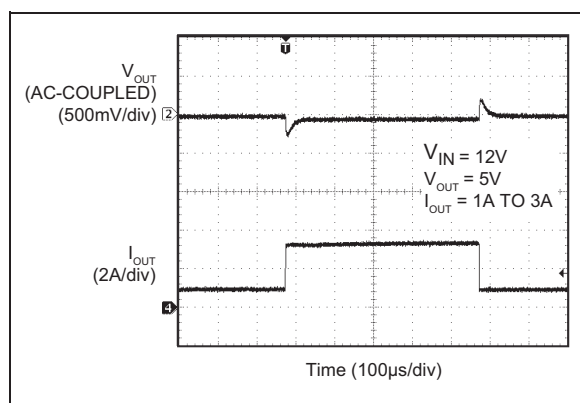 T
V_OUT
(AC-COUPLED)
(500mV/div)
2
V_IN = 12V
V_OUT = 5V
I_OUT = 1A TO 3A
I_OUT
(2A/div)
4
Time (100µs/div)